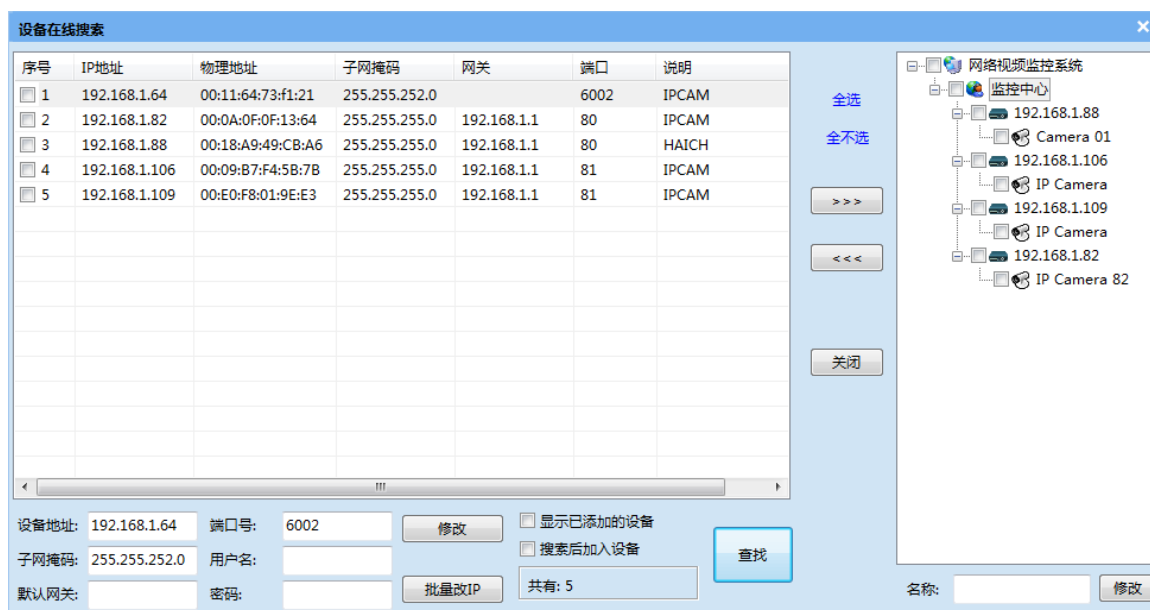 设备在线搜索
序号 IP地址 物理地址 子网掩码 网关 端口 说明
1 192.168.1.64 00:11:64:73:f1:21 255.255.252.0 6002 IPCAM
2 192.168.1.82 00:0A:0F:0F:13:64 255.255.255.0 192.168.1.1 80 IPCAM
3 192.168.1.88 00:18:A9:49:CB:A6 255.255.255.0 192.168.1.1 80 HAICH
4 192.168.1.106 00:09:B7:F4:5B:7B 255.255.255.0 192.168.1.1 81 IPCAM
5 192.168.1.109 00:E0:F8:01:9E:E3 255.255.255.0 192.168.1.1 81 IPCAM
全选
全不选
>>>
<<<
关闭
网络视频监控系统
监控中心
192.168.1.88
Camera 01
192.168.1.106
IP Camera
192.168.1.109
IP Camera
192.168.1.82
IP Camera 82
设备地址: 192.168.1.64 端口号: 6002 修改 显示已添加的设备
子网掩码: 255.255.252.0 用户名: 搜索后加入设备 查找
默认网关: 密码: 批量改IP 共有: 5
名称: 修改